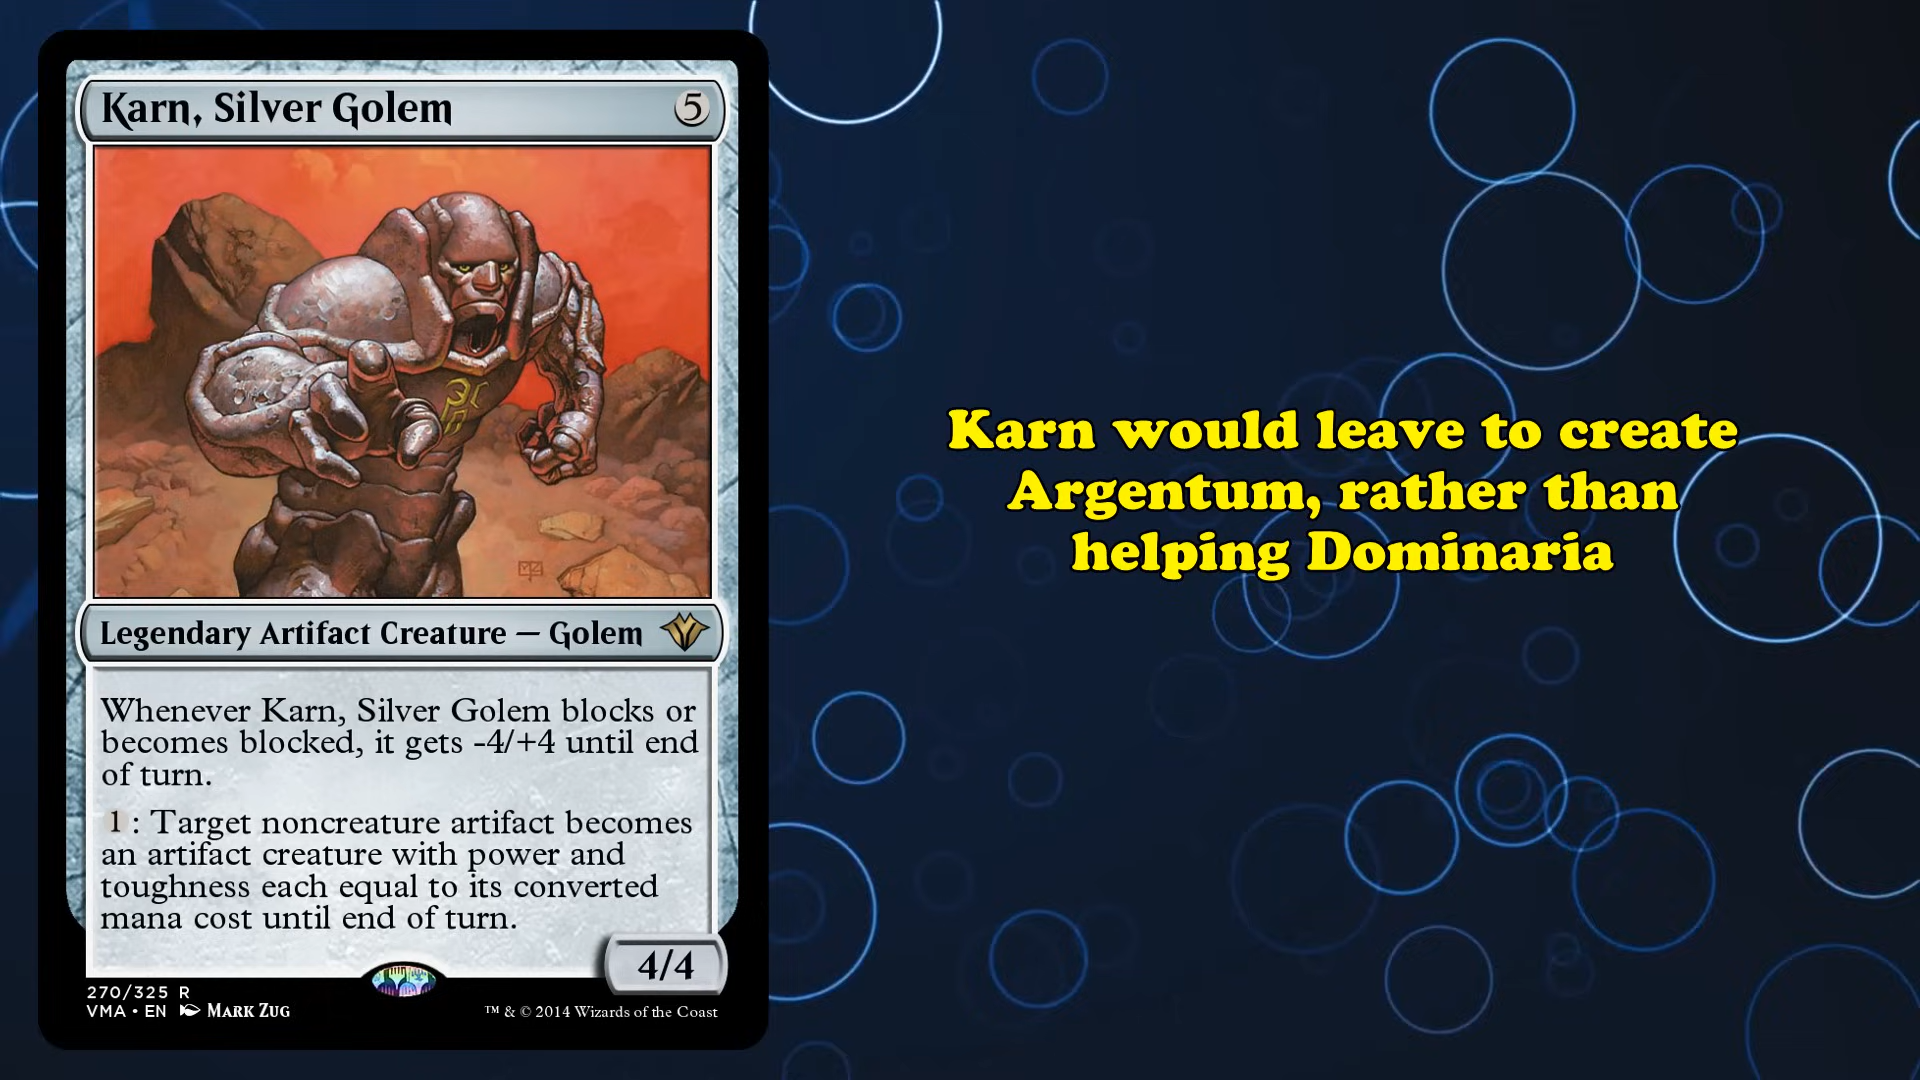 Karn, Silver Golem 5
Legendary Artifact Creature — Golem
Whenever Karn, Silver Golem blocks or
becomes blocked, it gets -4/+4 until end
of turn.
1: Target noncreature artifact becomes
an artifact creature with power and
toughness each equal to its converted
mana cost until end of turn.
4/4
270/325 R
VMA • EN Mark Zug
™ & © 2014 Wizards of the Coast
Karn would leave to create
Argentum, rather than
helping Dominaria